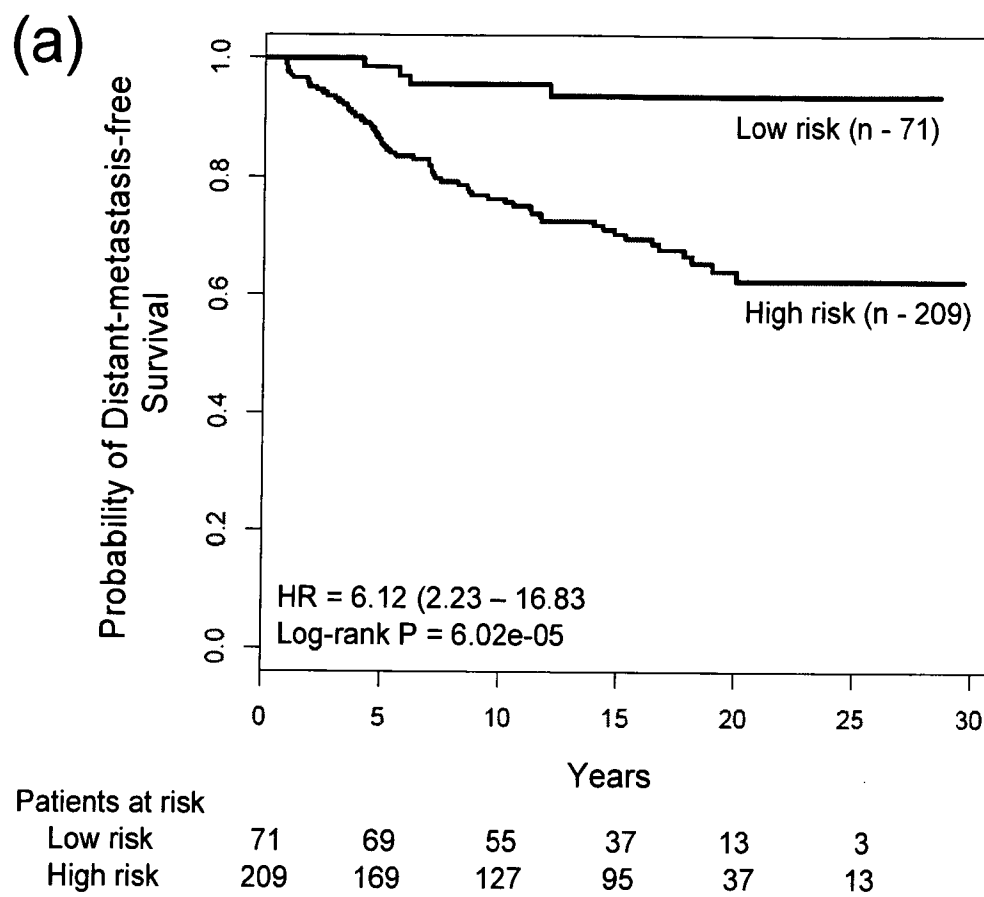 (a)
Probability of Distant-metastasis-free
Survival
1.0
0.8
0.6
0.4
0.2
0.0
Low risk (n - 71)
High risk (n - 209)
HR = 6.12 (2.23 – 16.83
Log-rank P = 6.02e-05
0 5 10 15 20 25 30
Years
Patients at risk
Low risk 71 69 55 37 13 3
High risk 209 169 127 95 37 13